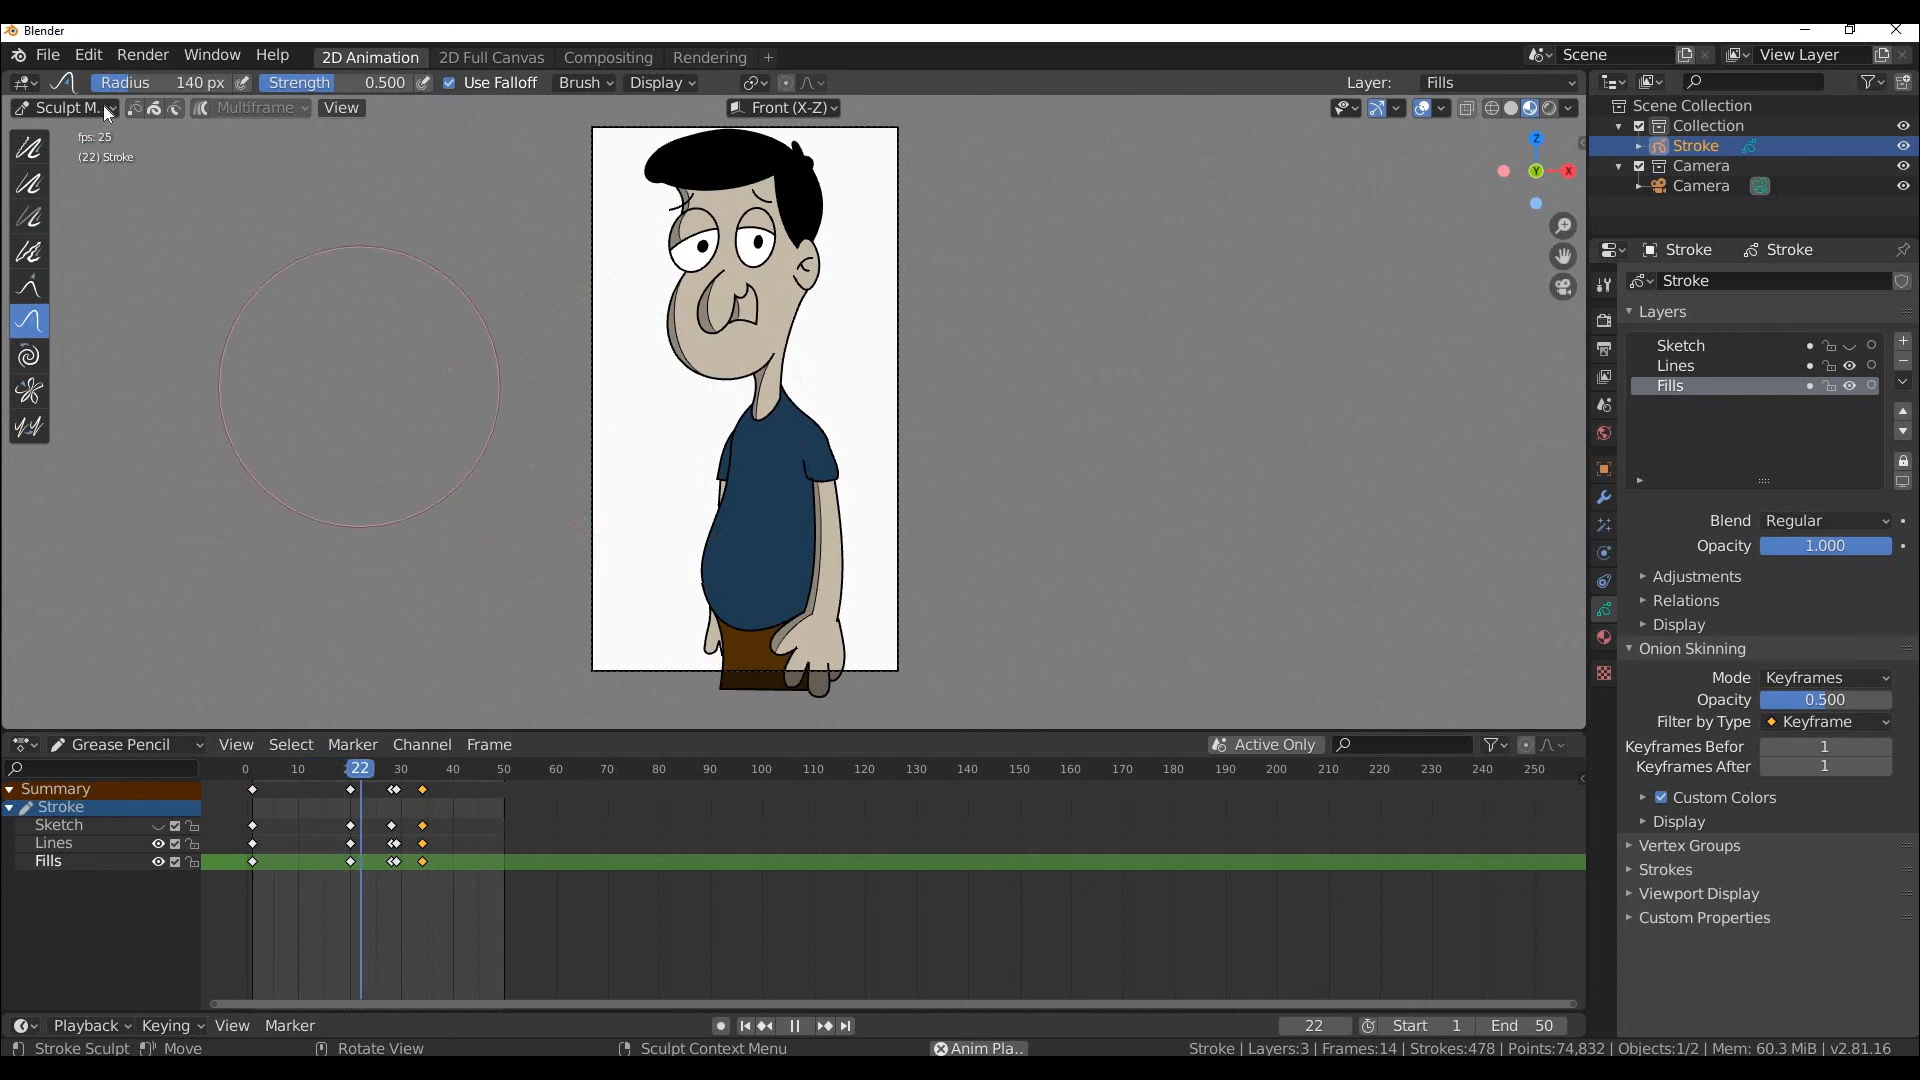 Blender
File Edit Render Window Help 2D Animation 2D Full Canvas Compositing Rendering + Scene View Layer
Radius 140 px Strength 0.500 Use Falloff Brush Display Layer: Fills
Sculpt M. Multiframe View Front (X-Z)
Scene Collection
Collection
Stroke
Camera
Camera
fps: 25
(22) Stroke
Z
Y X
Stroke Stroke
Stroke
Layers
Sketch
Lines
Fills
Blend Regular
Opacity 1.000
Adjustments
Relations
Display
Onion Skinning
Mode Keyframes
Opacity 0.500
Filter by Type Keyframe
Keyframes Befor 1
Keyframes After 1
Custom Colors
Display
Vertex Groups
Strokes
Viewport Display
Custom Properties
Grease Pencil View Select Marker Channel Frame Active Only
0 10 22 30 40 50 60 70 80 90 100 110 120 130 140 150 160 170 180 190 200 210 220 230 240 250
Summary
Stroke
Sketch
Lines
Fills
Playback Keying View Marker 22 Start 1 End 50
Stroke Sculpt Move Rotate View Sculpt Context Menu Anim Pla.. Stroke | Layers:3 | Frames:14 | Strokes:478 | Points:74,832 | Objects:1/2 | Mem: 60.3 MiB | v2.81.16